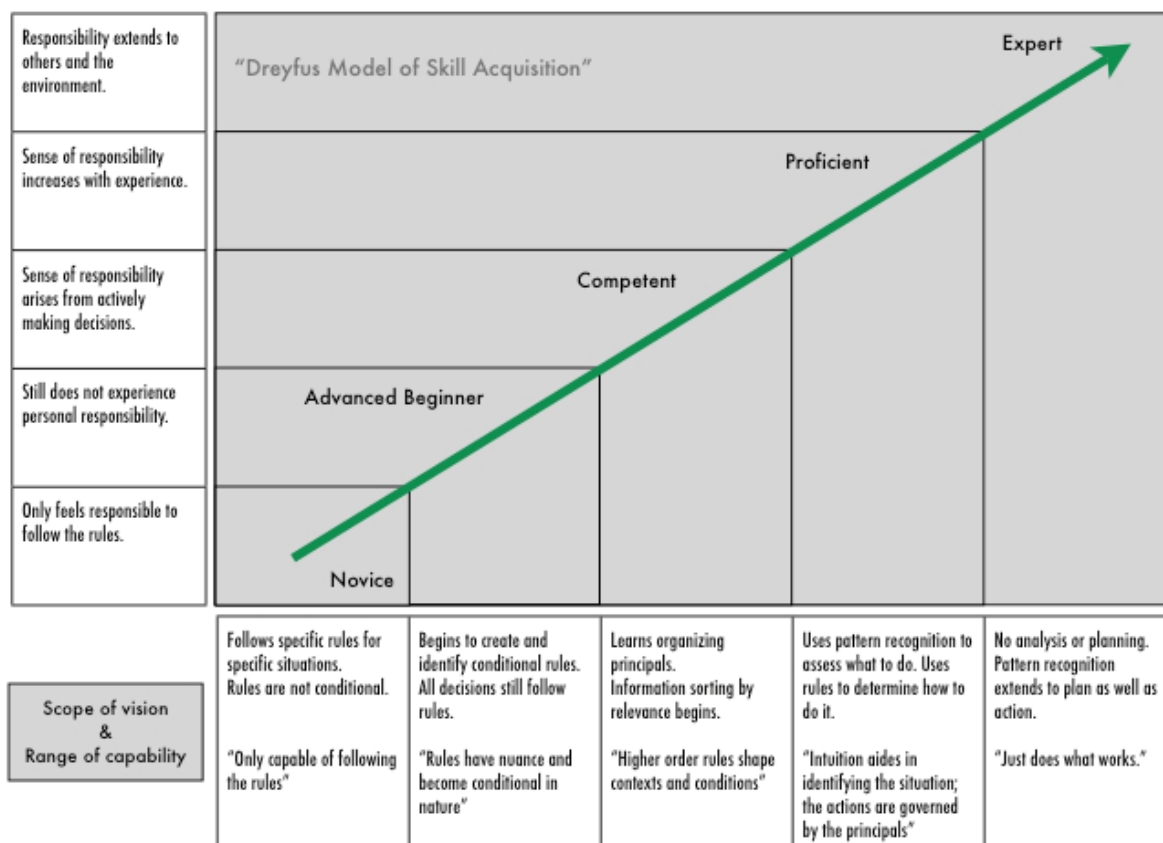 Responsibility extends to
others and the
environment.
"Dreyfus Model of Skill Acquisition"
Expert
Sense of responsibility
increases with experience.
Proficient
Sense of responsibility
arises from actively
making decisions.
Competent
Still does not experience
personal responsibility.
Advanced Beginner
Only feels responsible to
follow the rules.
Novice
Scope of vision
&
Range of capability
Follows specific rules for
specific situations.
Rules are not conditional.
"Only capable of following
the rules"
Begins to create and
identify conditional rules.
All decisions still follow
rules.
"Rules have nuance and
become conditional in
nature"
Learns organizing
principals.
Information sorting by
relevance begins.
"Higher order rules shape
contexts and conditions"
Uses pattern recognition to
assess what to do. Uses
rules to determine how to
do it.
"Intuition aides in
identifying the situation;
the actions are governed
by the principals"
No analysis or planning.
Pattern recognition
extends to plan as well as
action.
"Just does what works."